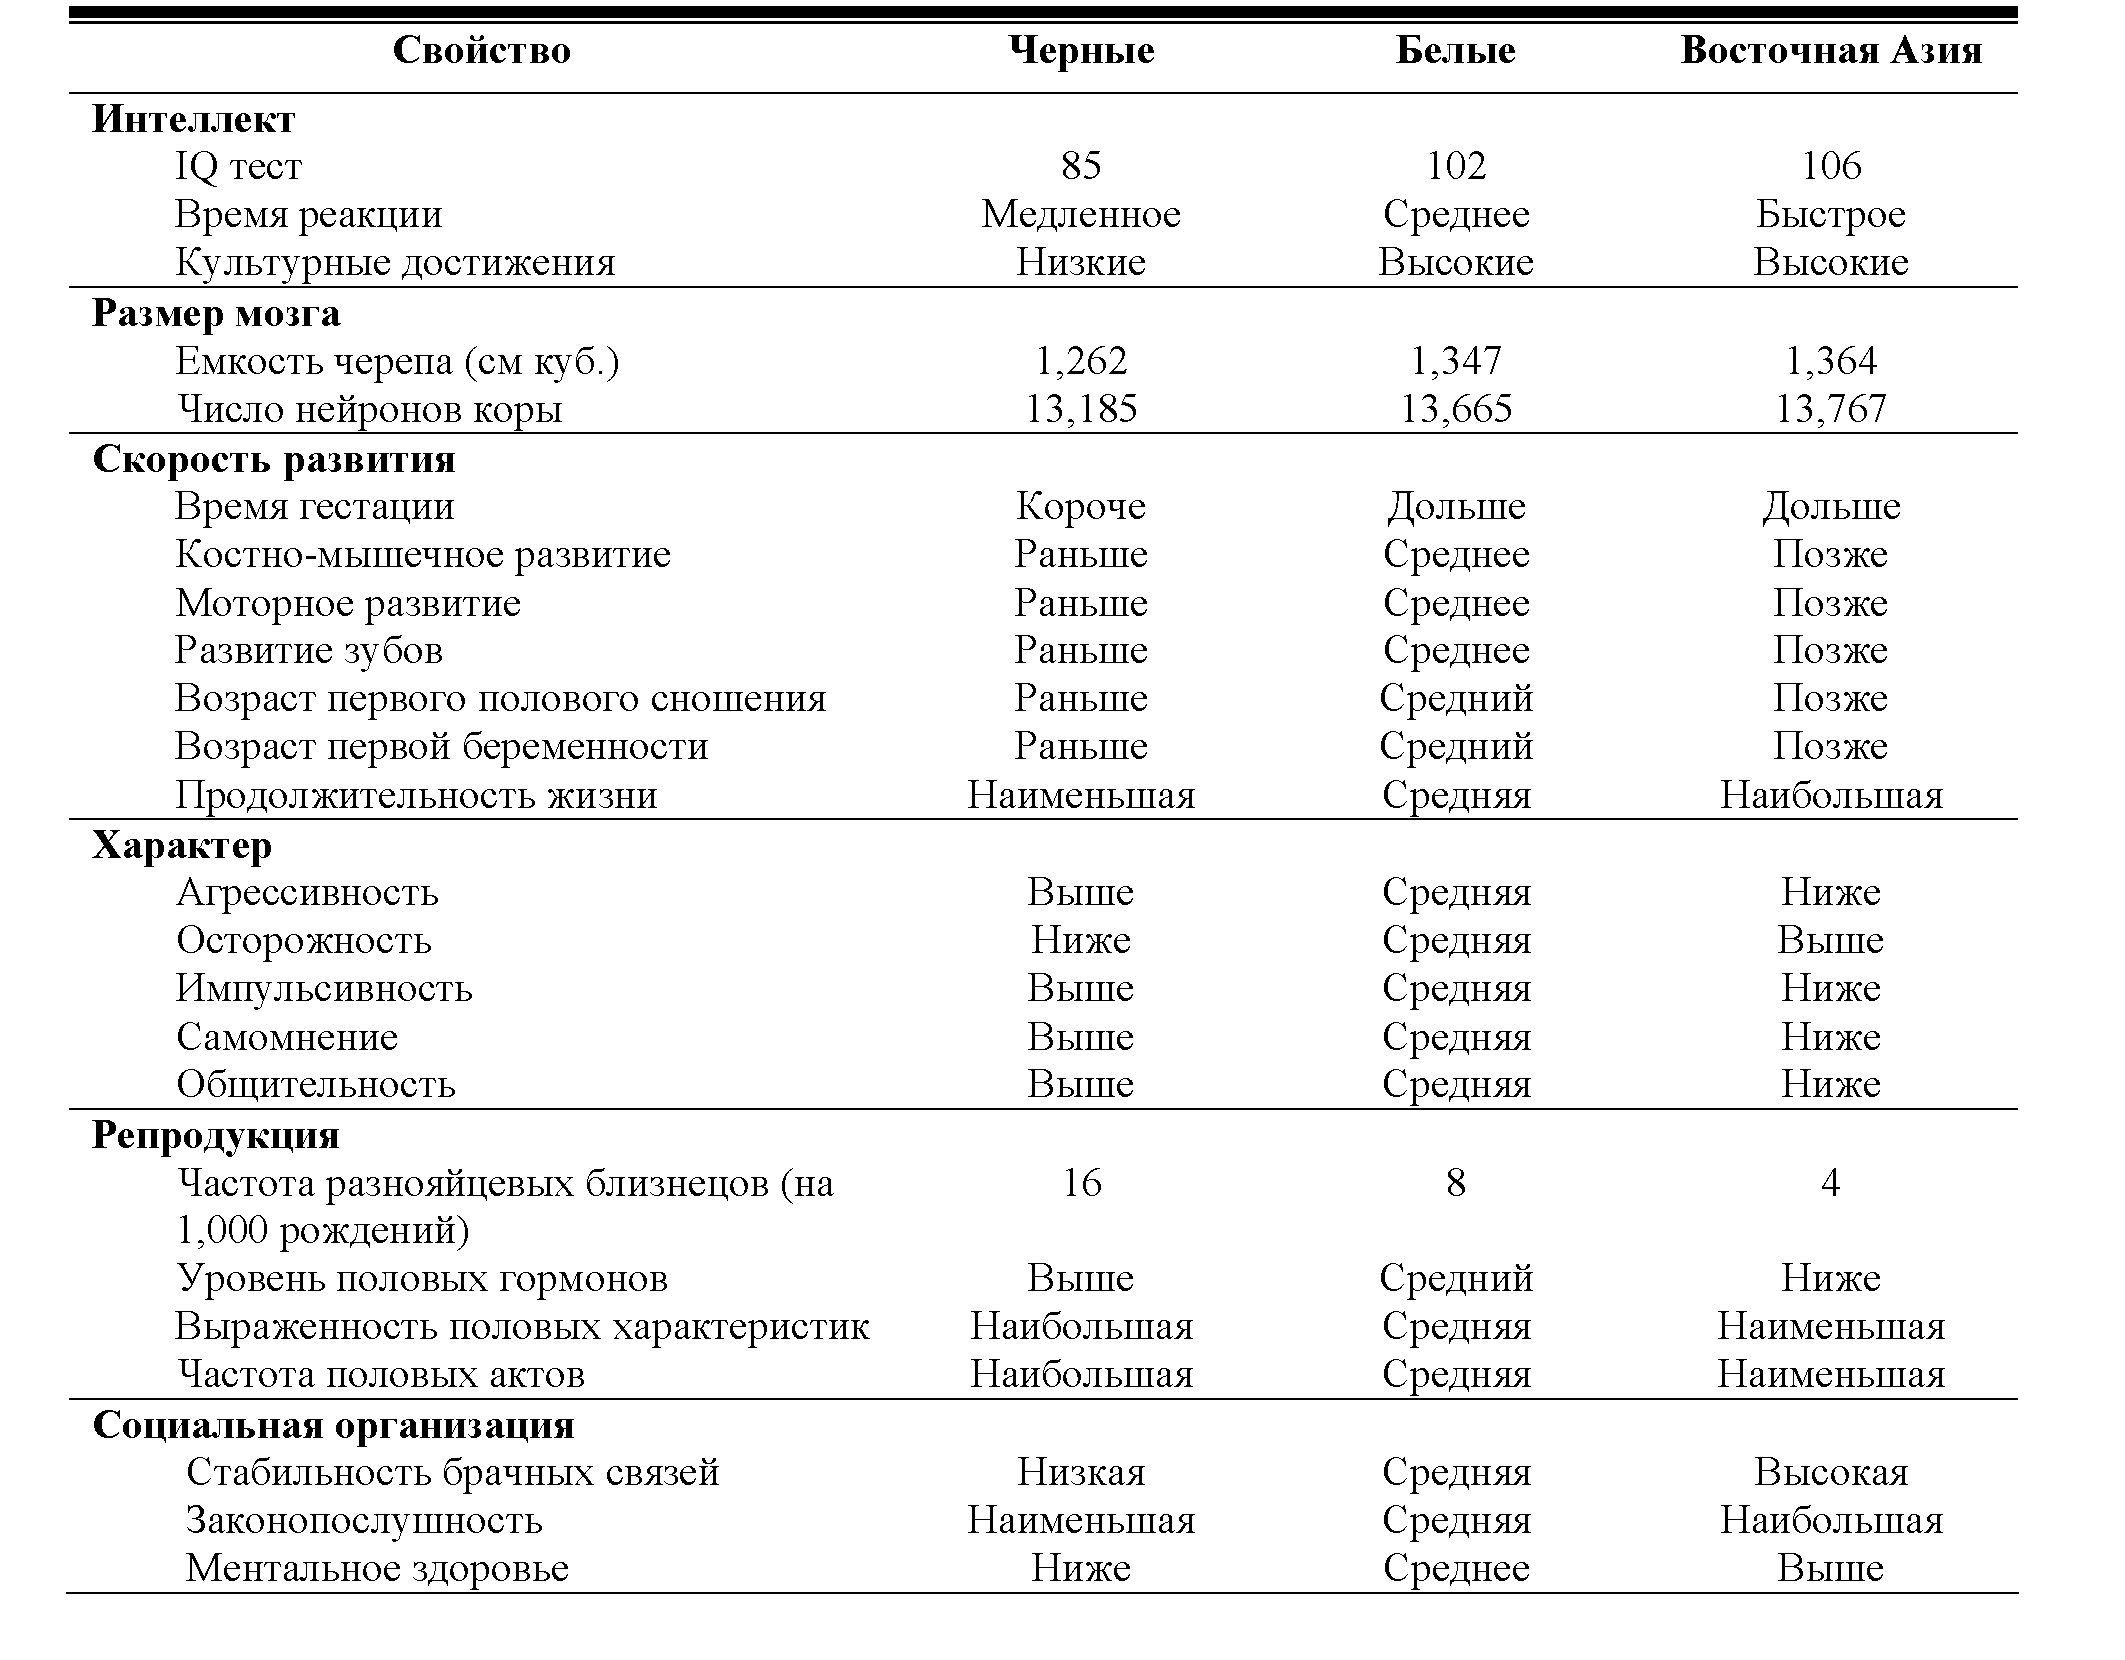 Свойство Черные Белые Восточная Азия
Интеллект
IQ тест 85 102 106
Время реакции Медленное Среднее Быстрое
Культурные достижения Низкие Высокие Высокие
Размер мозга
Емкость черепа (см куб.) 1,262 1,347 1,364
Число нейронов коры 13,185 13,665 13,767
Скорость развития
Время гестации Короче Дольше Дольше
Костно-мышечное развитие Раньше Среднее Позже
Моторное развитие Раньше Среднее Позже
Развитие зубов Раньше Среднее Позже
Возраст первого полового сношения Раньше Средний Позже
Возраст первой беременности Раньше Средний Позже
Продолжительность жизни Наименьшая Средняя Наибольшая
Характер
Агрессивность Выше Средняя Ниже
Осторожность Ниже Средняя Выше
Импульсивность Выше Средняя Ниже
Самомнение Выше Средняя Ниже
Общительность Выше Средняя Ниже
Репродукция
Частота разнояйцевых близнецов (на 16 8 4
1,000 рождений)
Уровень половых гормонов Выше Средний Ниже
Выраженность половых характеристик Наибольшая Средняя Наименьшая
Частота половых актов Наибольшая Средняя Наименьшая
Социальная организация
Стабильность брачных связей Низкая Средняя Высокая
Законопослушность Наименьшая Средняя Наибольшая
Ментальное здоровье Ниже Среднее Выше